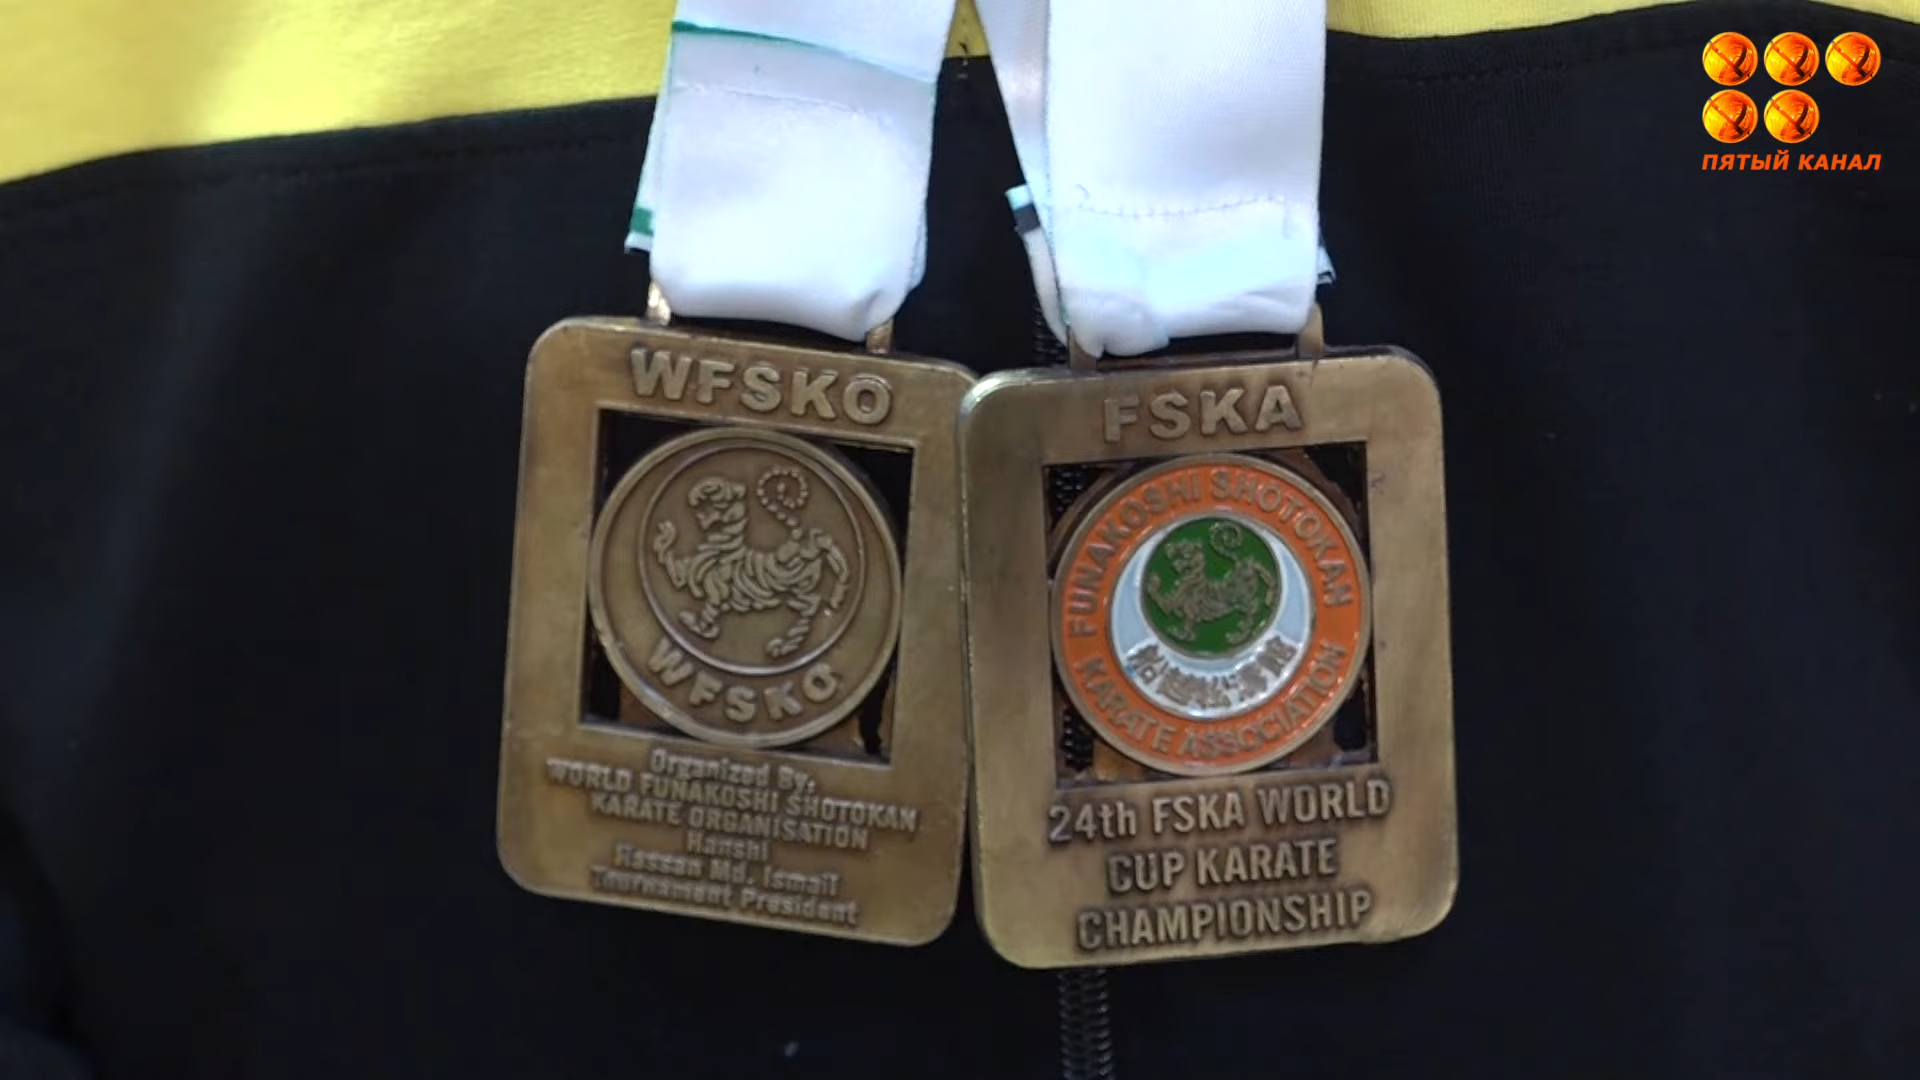 ПЯТЫЙ КАНАЛ
WFSKO
WFSKO
Organized By,
WORLD FUNAKOSHI SHOTOKAN
KARATE ORGANISATION
Hanshi
Hassan Md. Ismail
Tournament President
FSKA
FUNAKOSHI SHOTOKAN
KARATE ASSOCIATION
24th FSKA WORLD
CUP KARATE
CHAMPIONSHIP